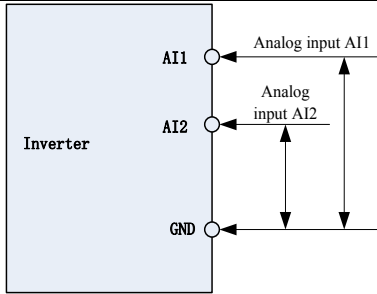 AI1
Analog input AI1
Analog
input AI2
AI2
Inverter
GND